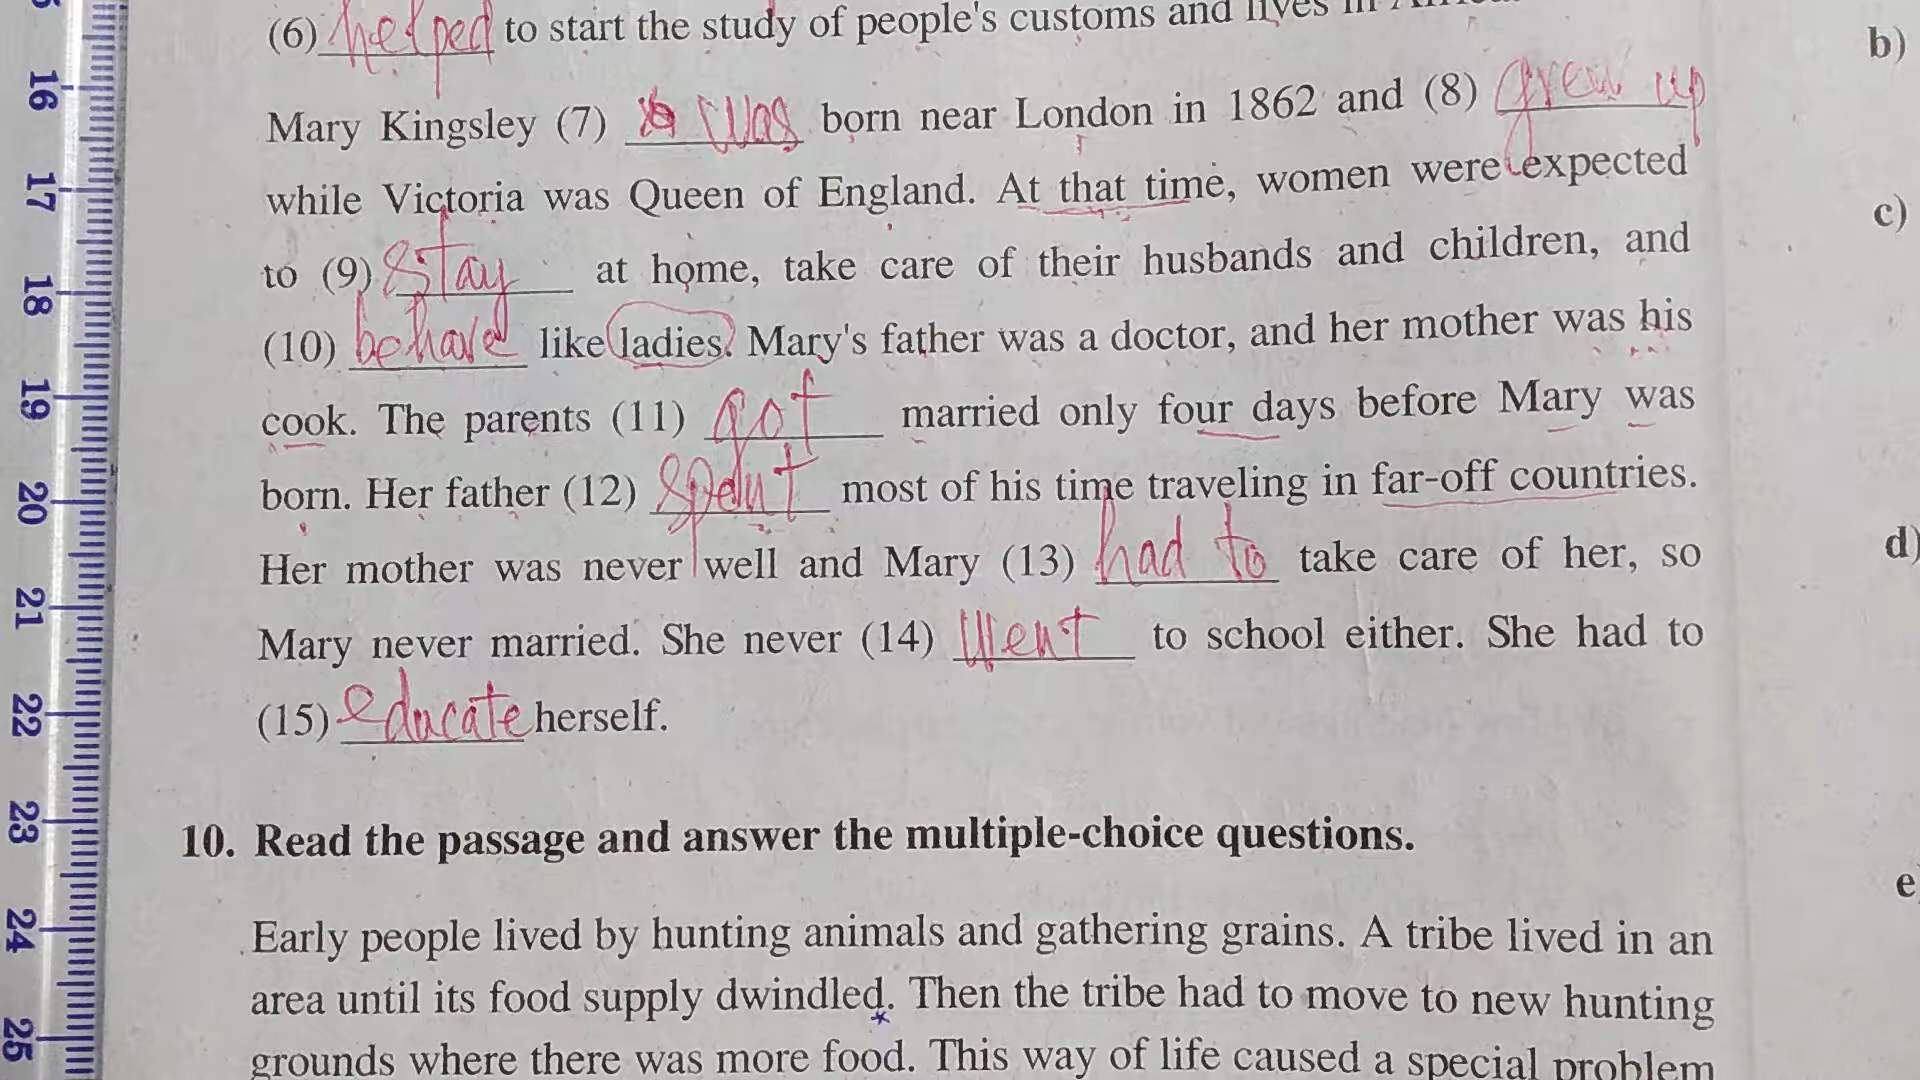 (6) helped to start the study of people's customs and lives in
b)
Mary Kingsley (7) was born near London in 1862 and (8) grew up
while Victoria was Queen of England. At that time, women were expected
c)
to (9) stay at home, take care of their husbands and children, and
(10) behave like ladies. Mary's father was a doctor, and her mother was his
cook. The parents (11) got married only four days before Mary was
born. Her father (12) spent most of his time traveling in far-off countries.
d)
Her mother was never well and Mary (13) had to take care of her, so
Mary never married. She never (14) went to school either. She had to
(15) educate herself.
10. Read the passage and answer the multiple-choice questions.
e)
Early people lived by hunting animals and gathering grains. A tribe lived in an
area until its food supply dwindled. Then the tribe had to move to new hunting
grounds where there was more food. This way of life caused a special problem
16
17
18
19
20
21
22
23
24
25